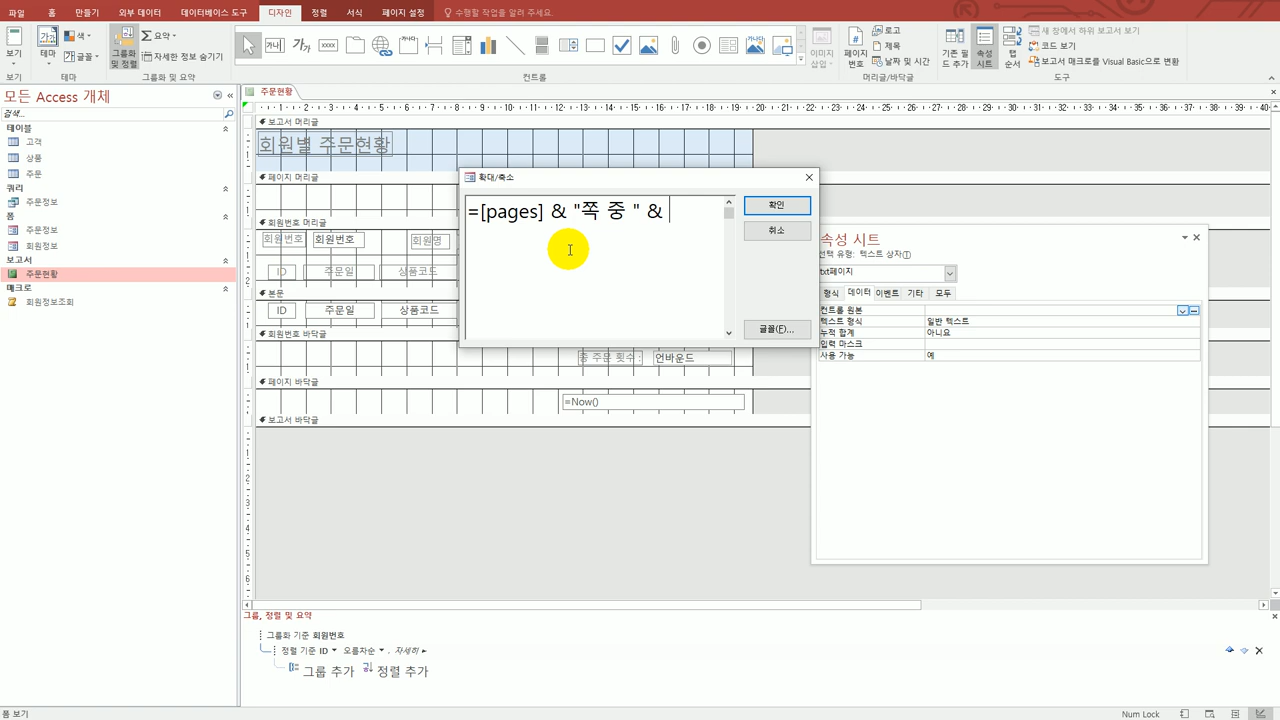 파일 홈 만들기 외부 데이터 데이터베이스 도구 디자인 정렬 서식 페이지 설정 수행할 작업을 알려 주세요.
보기 테마 색 글꼴 그룹화 및 정렬 요약 자세한 정보 숨기기 이미지 삽입 페이지 번호 로고 제목 날짜 및 시간 기존 필드 추가 속성 시트 탭 순서 새 창에서 하위 보고서 보기 코드 보기 보고서 매크로를 Visual Basic으로 변환
보기 테마 그룹화 및 요약 컨트롤 머리글/바닥글 도구
모든 Access 개체
검색...
테이블
고객
상품
주문
쿼리
주문정보
폼
주문정보
회원정보
보고서
주문현황
매크로
회원정보조회
주문현황
보고서 머리글
회원별 주문현황
페이지 머리글
회원번호 머리글
회원번호 회원번호 회원명
ID 주문일 상품코드
본문
ID 주문일 상품코드
회원번호 바닥글
총 주문 횟수 : 언바운드
페이지 바닥글
=Now()
보고서 바닥글
확대/축소
=[pages] & "쪽 중 " &
확인
취소
글꼴(F)...
속성 시트
선택 유형: 텍스트 상자(T)
txt페이지
형식 데이터 이벤트 기타 모두
컨트롤 원본
텍스트 형식 일반 텍스트
누적 합계 아니요
입력 마스크
사용 가능 예
그룹, 정렬 및 요약
그룹화 기준 회원번호
정렬 기준 ID 오름차순 , 자세히
그룹 추가 정렬 추가
폼 보기 Num Lock